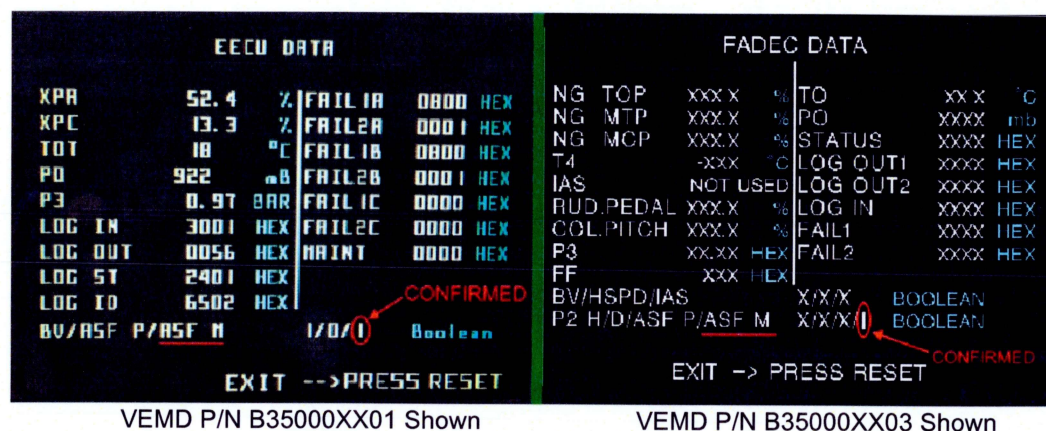 EECU DATA
XPA 52.4 % FAIL1A 0800 HEX
XPC 13.3 % FAIL2A 0001 HEX
TOT 18 °C FAIL1B 0800 HEX
P0 922 mB FAIL2B 0001 HEX
P3 0.97 BAR FAIL1C 0000 HEX
LOG IN 3001 HEX FAIL2C 0000 HEX
LOG OUT 0056 HEX MAINT 0000 HEX
LOG ST 2401 HEX
LOG IO 6502 HEX
CONFIRMED
BV/ASF P/ASF M 1/0/1 Boolean
EXIT -->PRESS RESET
VEMD P/N B35000XX01 Shown
FADEC DATA
NG TOP XXX.X % TO XX.X °C
NG MTP XXX.X % PO XXXX mb
NG MCP XXX.X % STATUS XXXX HEX
T4 -XXX °C LOG OUT1 XXXX HEX
IAS NOT USED LOG OUT2 XXXX HEX
RUD.PEDAL XXX.X % LOG IN XXXX HEX
COL.PITCH XXX.X % FAIL1 XXXX HEX
P3 XX.XX HEX FAIL2 XXXX HEX
FF XXX HEX
BV/HSPD/IAS X/X/X BOOLEAN
P2 H/D/ASF P/ASF M X/X/X/1 BOOLEAN
CONFIRMED
EXIT -> PRESS RESET
VEMD P/N B35000XX03 Shown